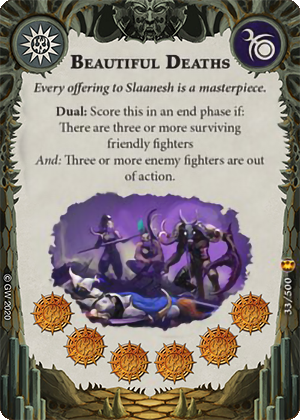 BEAUTIFUL DEATHS
Every offering to Slaanesh is a masterpiece.
Dual: Score this in an end phase if:
There are three or more surviving
friendly fighters
And: Three or more enemy fighters are out
of action.
© GW 2020
33/500